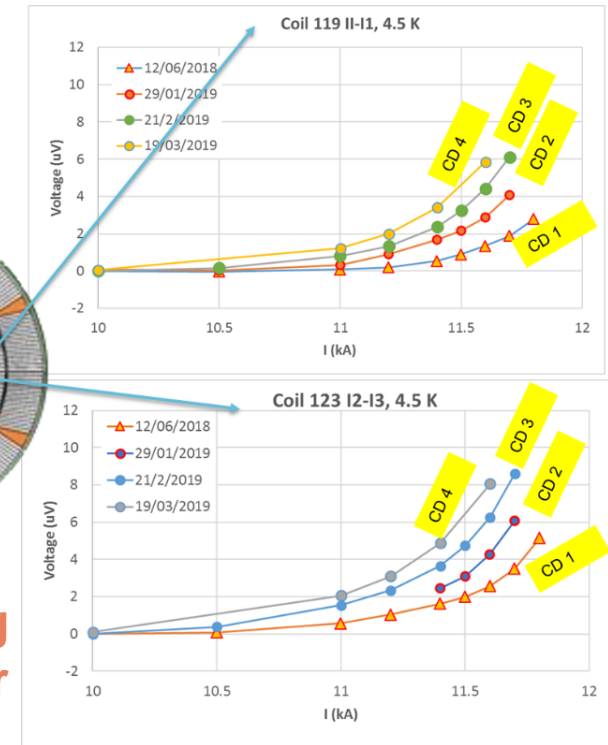 Coil 119 II-I1, 4.5 K
12
10
8
6
4
2
0
-2
Voltage (uV)
12/06/2018
29/01/2019
21/2/2019
19/03/2019
CD 4
CD 3
CD 2
CD 1
10
10.5
11
11.5
12
I (kA)
Coil 123 I2-I3, 4.5 K
12
10
8
6
4
2
0
-2
Voltage (uV)
12/06/2018
29/01/2019
21/2/2019
19/03/2019
CD 4
CD 3
CD 2
CD 1
10
10.5
11
11.5
12
I (kA)
g
r